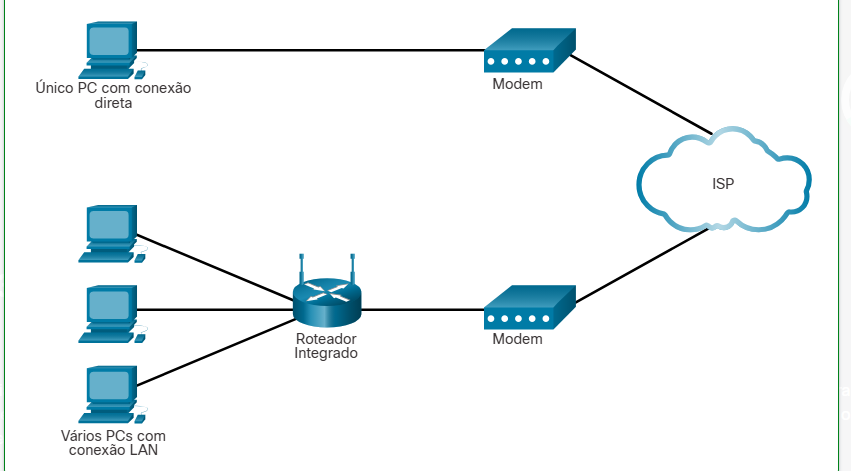 Único PC com conexão
direta
Modem
ISP
Roteador
Integrado
Modem
Vários PCs com
conexão LAN